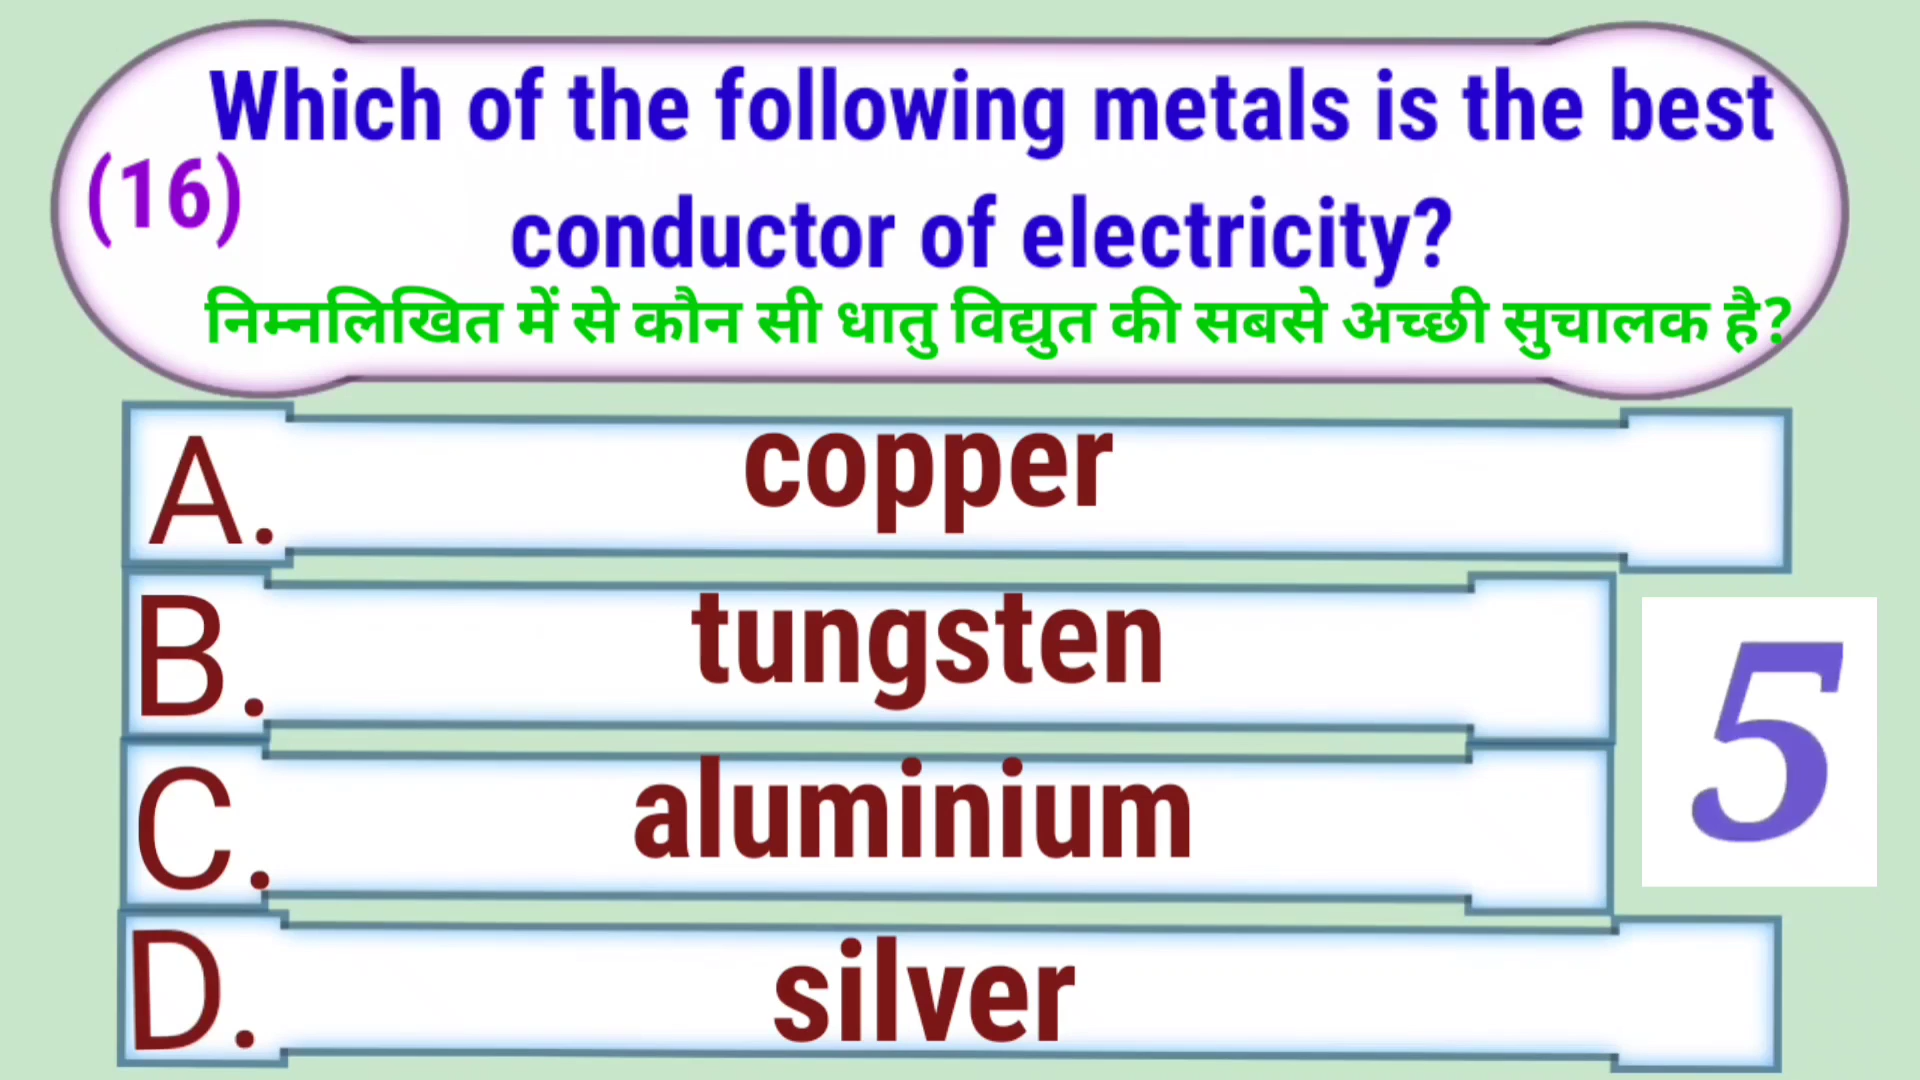 Which of the following metals is the best
(16)
conductor of electricity?
निम्नलिखित में से कौन सी धातु विद्युत की सबसे अच्छी सुचालक है?
A. copper
B. tungsten
C. aluminium
D. silver
5